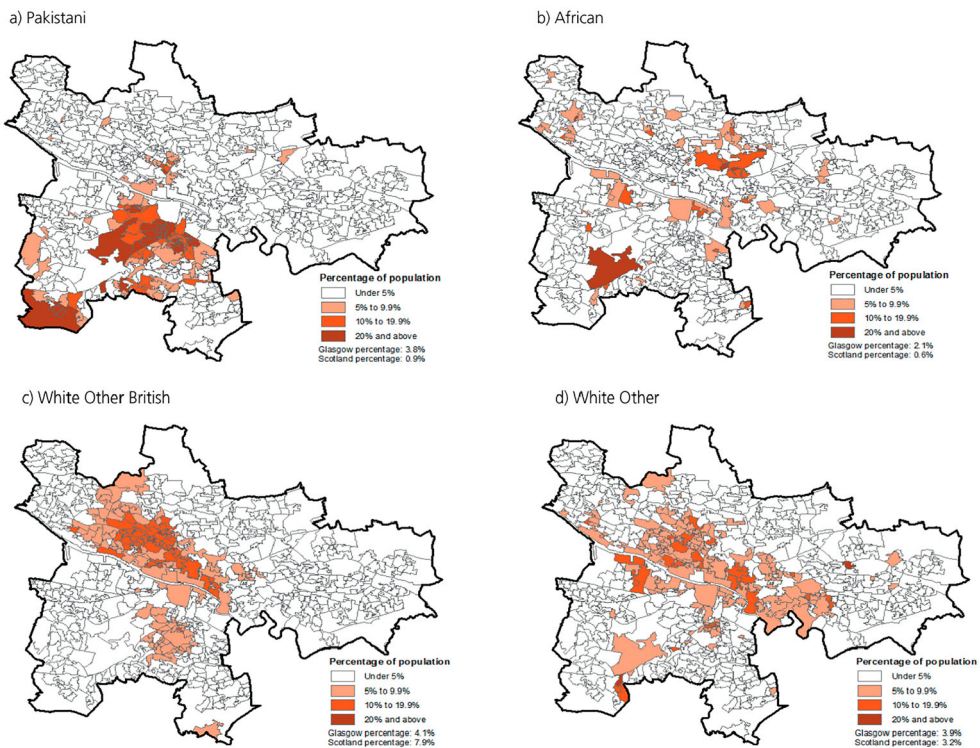 a) Pakistani
b) African
Percentage of population
Under 5%
5% to 9.9%
10% to 19.9%
20% and above
Glasgow percentage: 3.8%
Scotland percentage: 0.9%
Percentage of population
Under 5%
5% to 9.9%
10% to 19.9%
20% and above
Glasgow percentage: 2.1%
Scotland percentage: 0.6%
c) White Other British
d) White Other
Percentage of population
Under 5%
5% to 9.9%
10% to 19.9%
20% and above
Glasgow percentage: 4.1%
Scotland percentage: 7.9%
Percentage of population
Under 5%
5% to 9.9%
10% to 19.9%
20% and above
Glasgow percentage: 3.9%
Scotland percentage: 3.2%